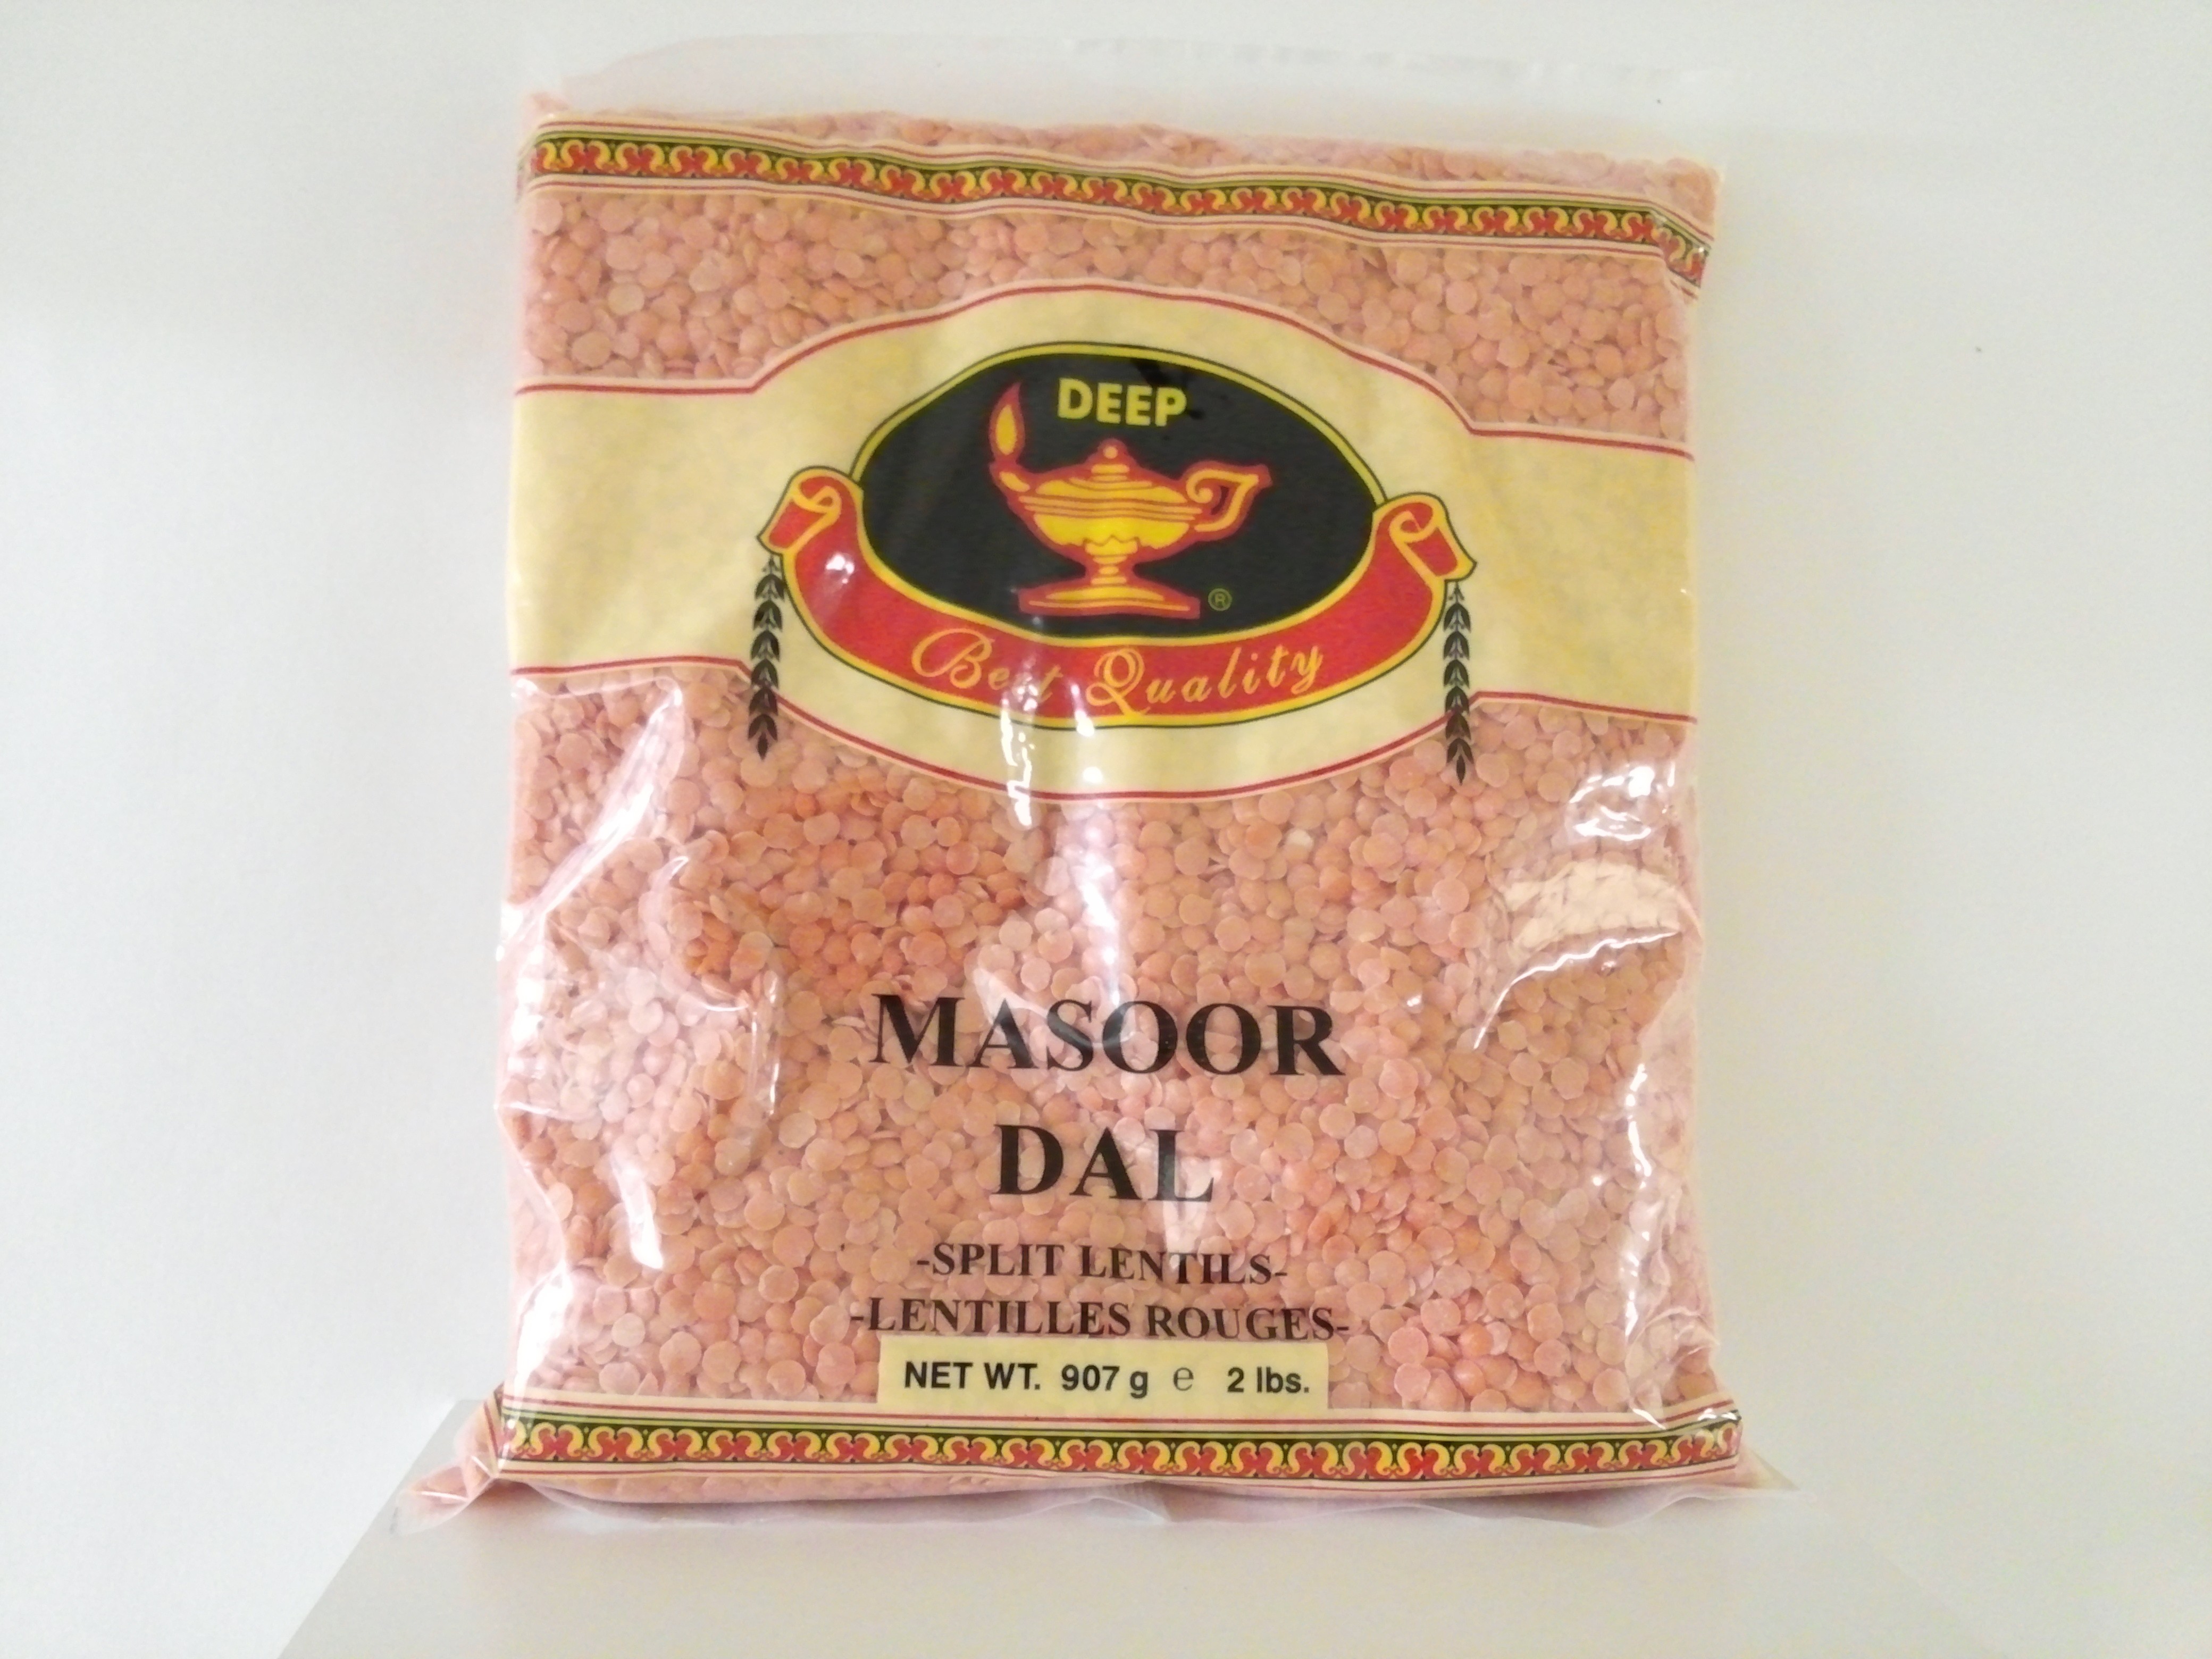 DEEP
®
Best Quality
MASOOR
DAL
-SPLIT LENTILS-
-LENTILLES ROUGES-
NET WT. 907 g e 2 lbs.